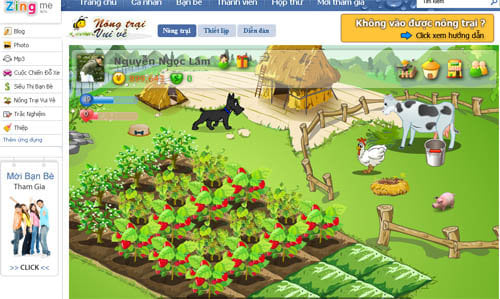 Zing me
Trang chủ Cá nhân Bạn bè Thành viên Hộp thư Mời tham gia
Tìm kiếm
Blog
Photo
Mp3
Cuộc Chiến Đỗ Xe
Siêu Thị Bạn Bè
Nông Trại Vui Vẻ
Trắc Nghiệm
Thiệp
Thêm ứng dụng
Nông trại
Vui vẻ
Nông trại Thiết lập Diễn đàn
Không vào được nông trại ?
Click xem hướng dẫn
Nguyễn Ngọc Lâm
Mời Bạn Bè
Tham Gia
>> CLICK <<